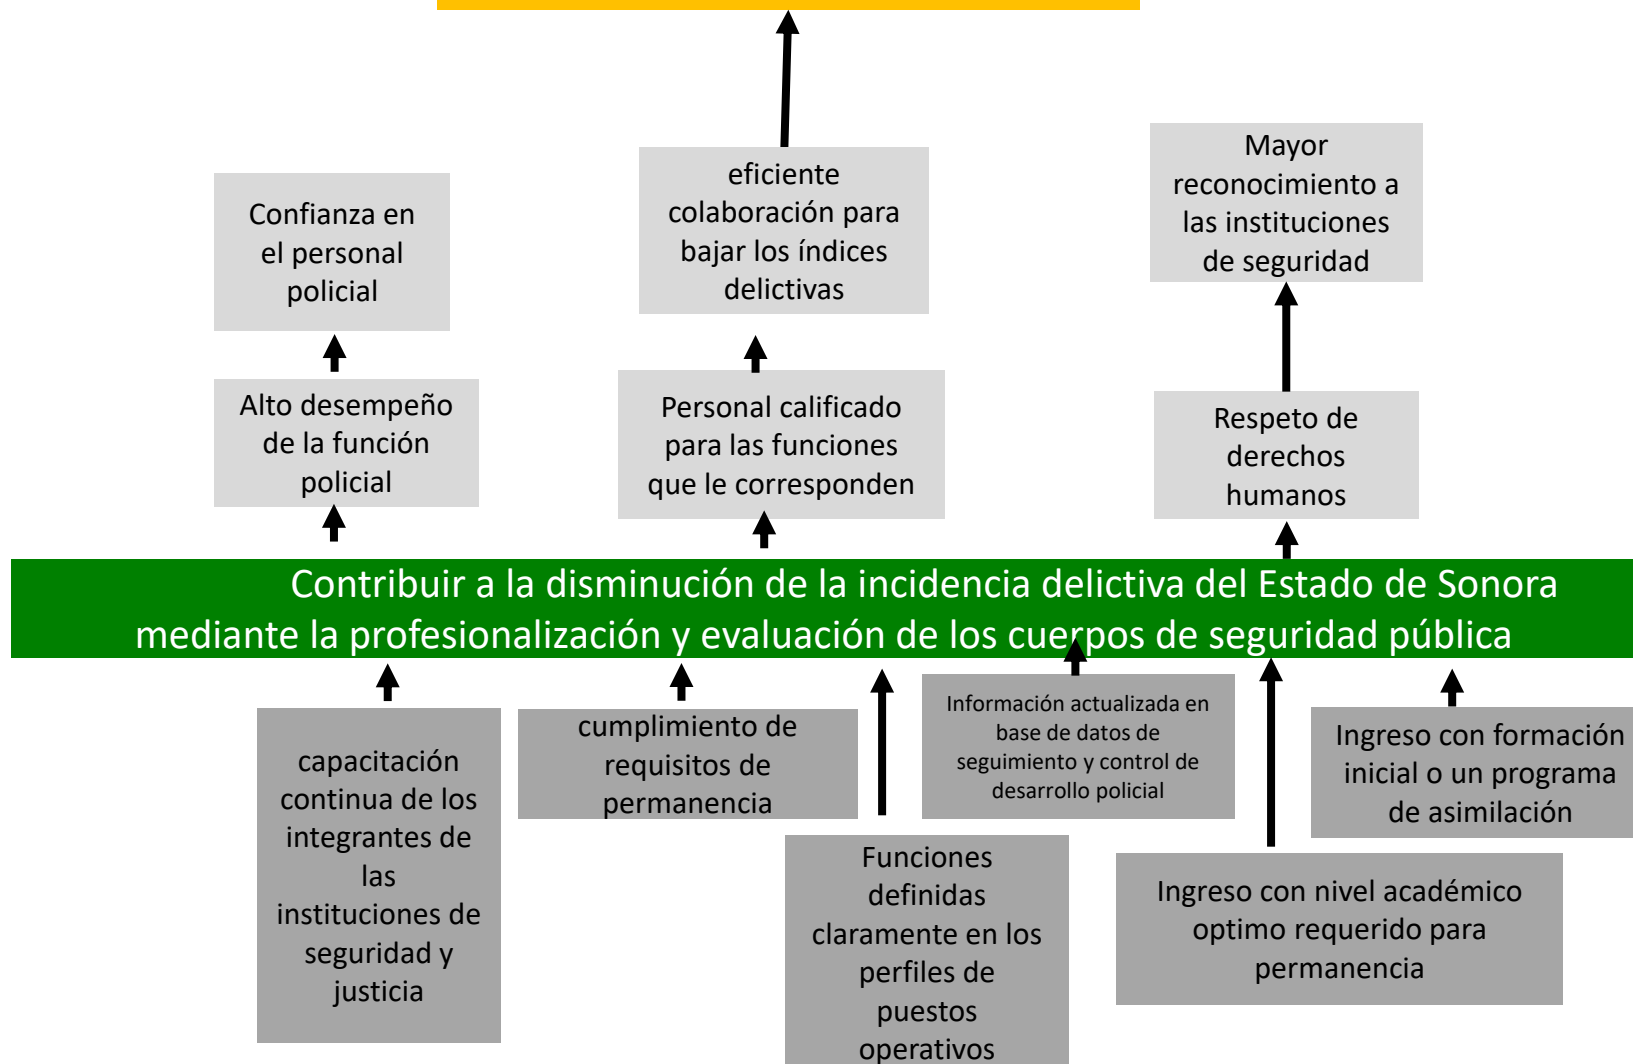 Confianza en
el personal
policial
eficiente
colaboración para
bajar los índices
delictivas
Mayor
reconocimiento a
las instituciones
de seguridad
Alto desempeño
de la función
policial
Personal calificado
para las funciones
que le corresponden
Respeto de
derechos
humanos
Contribuir a la disminución de la incidencia delictiva del Estado de Sonora
mediante la profesionalización y evaluación de los cuerpos de seguridad pública
capacitación
continua de los
integrantes de
las
instituciones de
seguridad y
justicia
cumplimiento de
requisitos de
permanencia
Funciones
definidas
claramente en los
perfiles de
puestos
operativos
Información actualizada en
base de datos de
seguimiento y control de
desarrollo policial
Ingreso con nivel académico
optimo requerido para
permanencia
Ingreso con formación
inicial o un programa
de asimilación